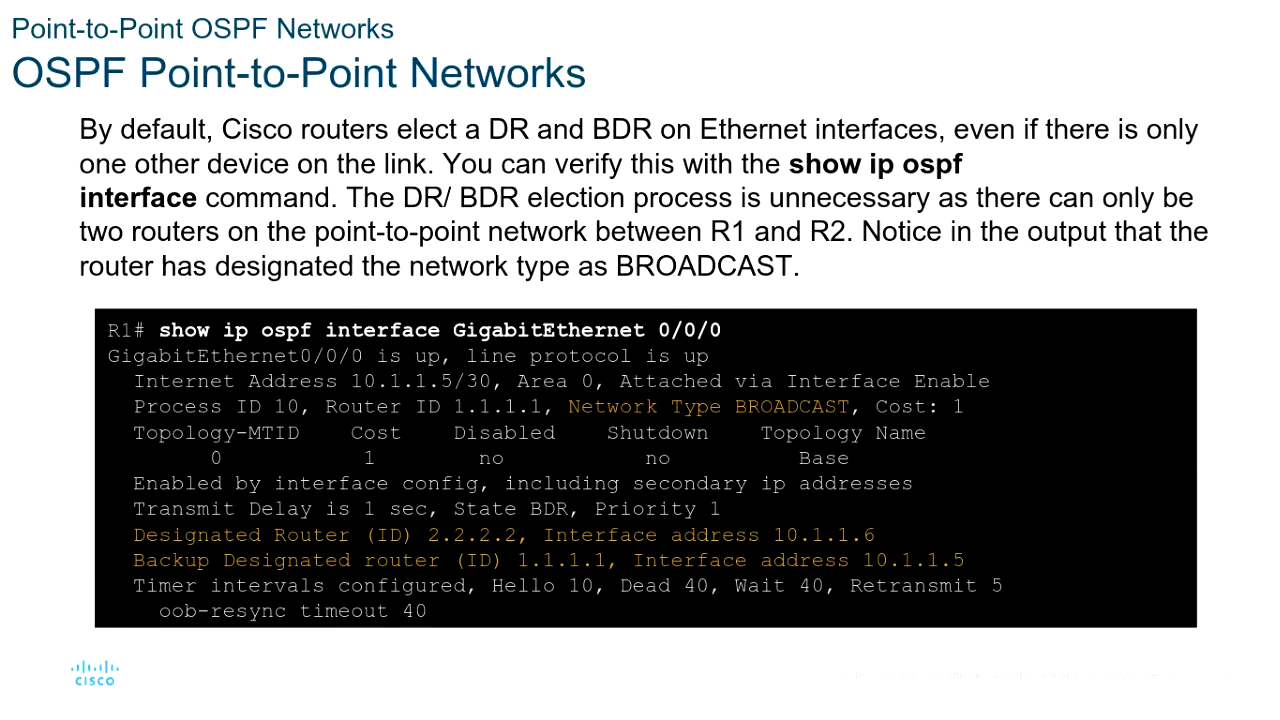 Point-to-Point OSPF Networks
OSPF Point-to-Point Networks
By default, Cisco routers elect a DR and BDR on Ethernet interfaces, even if there is only
one other device on the link. You can verify this with the show ip ospf
interface command. The DR/ BDR election process is unnecessary as there can only be
two routers on the point-to-point network between R1 and R2. Notice in the output that the
router has designated the network type as BROADCAST.
R1# show ip ospf interface GigabitEthernet 0/0/0
GigabitEthernet0/0/0 is up, line protocol is up
Internet Address 10.1.1.5/30, Area 0, Attached via Interface Enable
Process ID 10, Router ID 1.1.1.1, Network Type BROADCAST, Cost: 1
Topology-MTID Cost Disabled Shutdown Topology Name
0 1 no no Base
Enabled by interface config, including secondary ip addresses
Transmit Delay is 1 sec, State BDR, Priority 1
Designated Router (ID) 2.2.2.2, Interface address 10.1.1.6
Backup Designated router (ID) 1.1.1.1, Interface address 10.1.1.5
Timer intervals configured, Hello 10, Dead 40, Wait 40, Retransmit 5
oob-resync timeout 40
CISCO